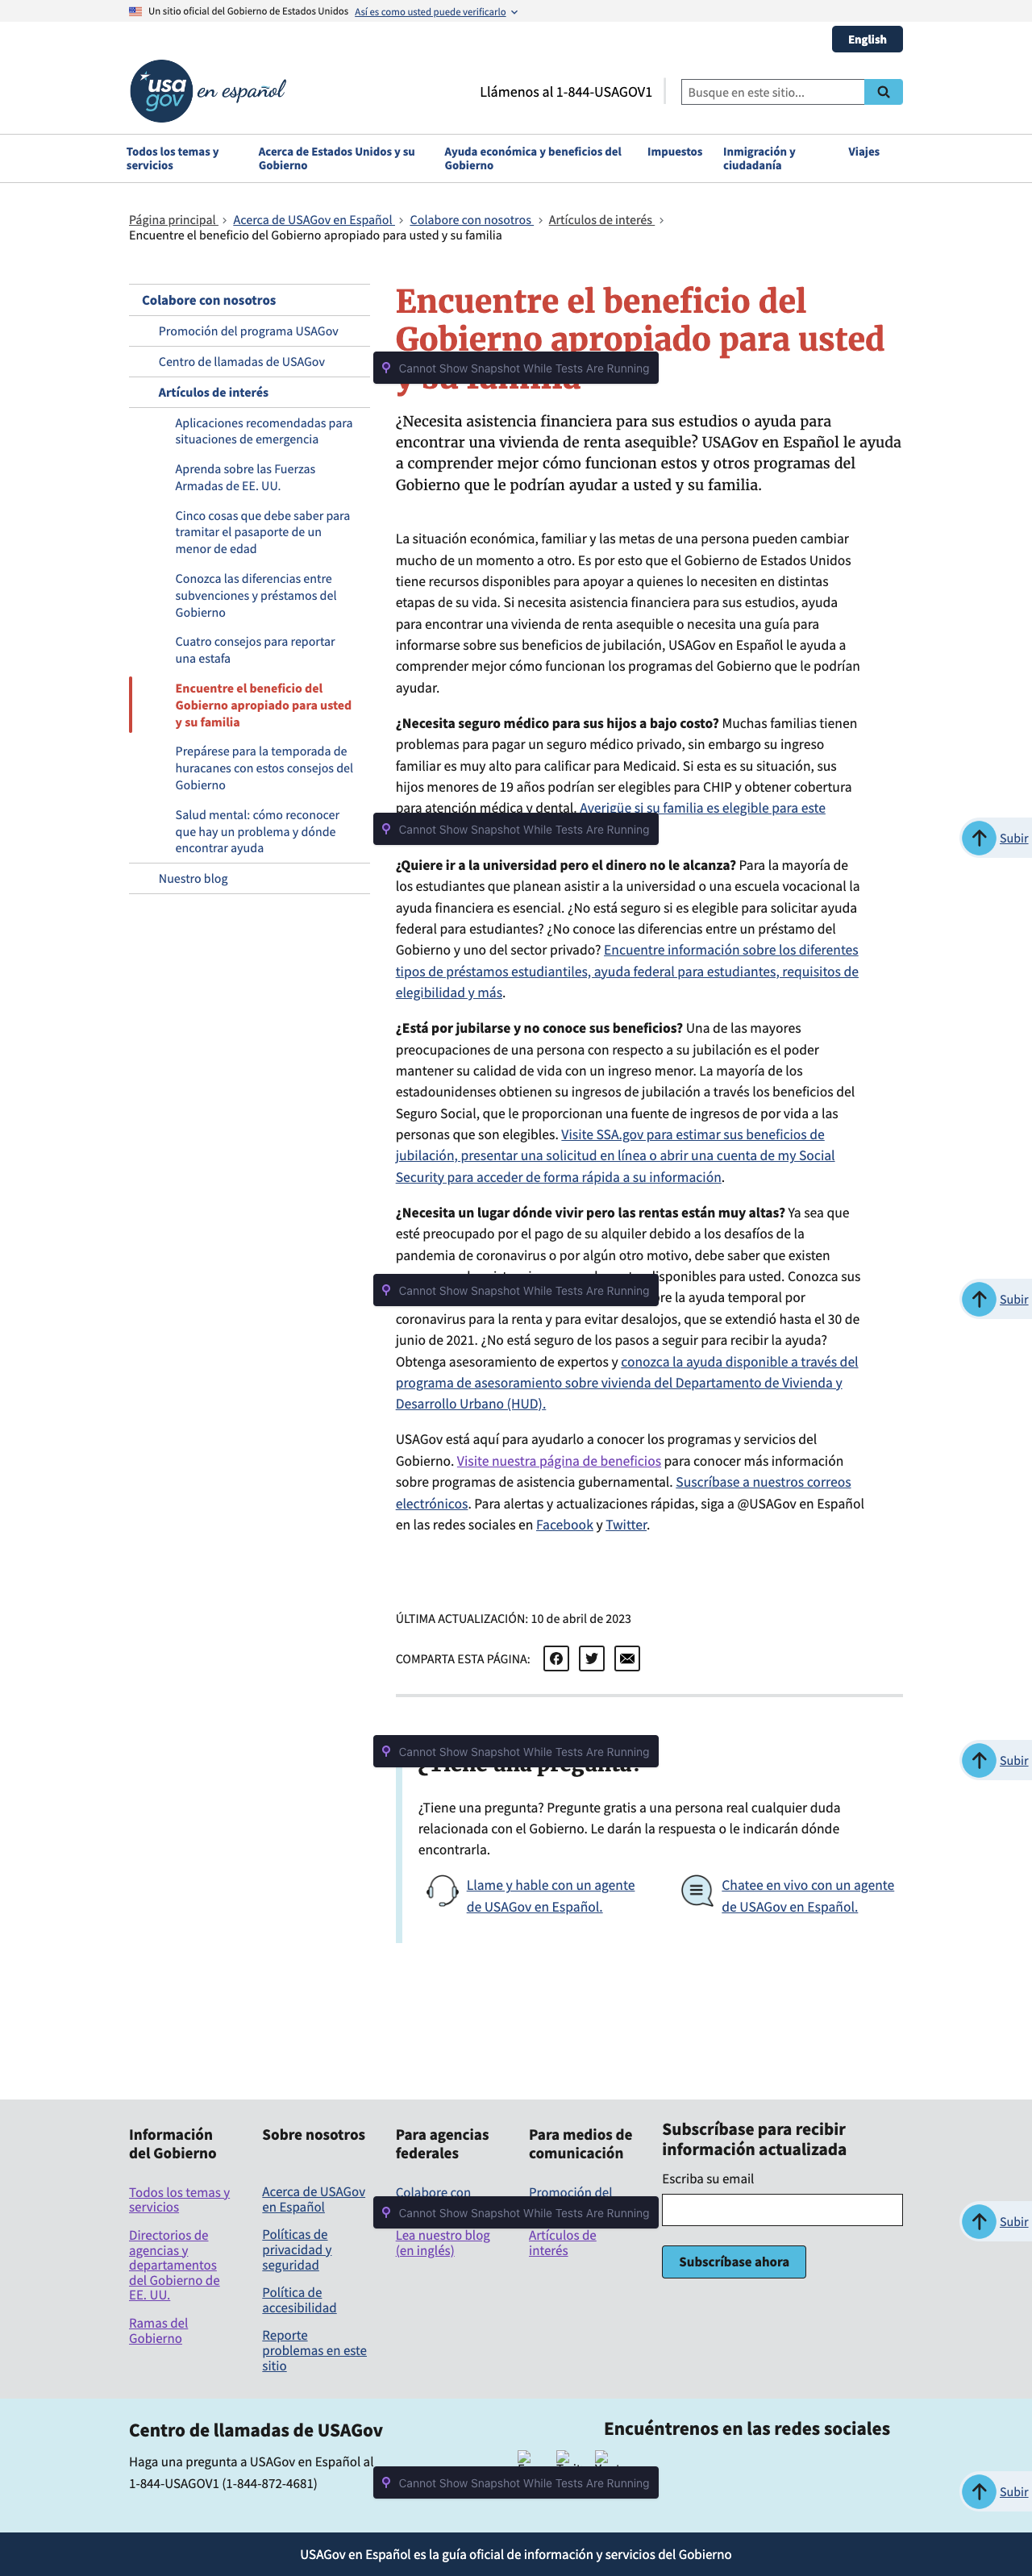 Un sitio oficial del Gobierno de Estados Unidos Así es como usted puede verificarlo
English
usa gov en español
Llámenos al 1-844-USAGOV1
Busque en este sitio...
Todos los temas y servicios
Acerca de Estados Unidos y su Gobierno
Ayuda económica y beneficios del Gobierno
Impuestos
Inmigración y ciudadanía
Viajes
Página principal > Acerca de USAGov en Español > Colabore con nosotros > Artículos de interés >
Encuentre el beneficio del Gobierno apropiado para usted y su familia
Colabore con nosotros
Promoción del programa USAGov
Centro de llamadas de USAGov
Artículos de interés
Aplicaciones recomendadas para
situaciones de emergencia
Aprenda sobre las Fuerzas
Armadas de EE. UU.
Cinco cosas que debe saber para
tramitar el pasaporte de un
menor de edad
Conozca las diferencias entre
subvenciones y préstamos del
Gobierno
Cuatro consejos para reportar
una estafa
Encuentre el beneficio del
Gobierno apropiado para usted
y su familia
Prepárese para la temporada de
huracanes con estos consejos del
Gobierno
Salud mental: cómo reconocer
que hay un problema y dónde
encontrar ayuda
Nuestro blog
Encuentre el beneficio del
Gobierno apropiado para usted
y su familia
Cannot Show Snapshot While Tests Are Running
¿Necesita asistencia financiera para sus estudios o ayuda para
encontrar una vivienda de renta asequible? USAGov en Español le ayuda
a comprender mejor cómo funcionan estos y otros programas del
Gobierno que le podrían ayudar a usted y su familia.
La situación económica, familiar y las metas de una persona pueden cambiar
mucho de un momento a otro. Es por esto que el Gobierno de Estados Unidos
tiene recursos disponibles para apoyar a quienes lo necesiten en distintas
etapas de su vida. Si necesita asistencia financiera para sus estudios, ayuda
para encontrar una vivienda de renta asequible o necesita una guía para
informarse sobre sus beneficios de jubilación, USAGov en Español le ayuda a
comprender mejor cómo funcionan los programas del Gobierno que le podrían
ayudar.
¿Necesita seguro médico para sus hijos a bajo costo? Muchas familias tienen
problemas para pagar un seguro médico privado, sin embargo su ingreso
familiar es muy alto para calificar para Medicaid. Si esta es su situación, sus
hijos menores de 19 años podrían ser elegibles para CHIP y obtener cobertura
para atención médica y dental. Averigüe si su familia es elegible para este
Cannot Show Snapshot While Tests Are Running
Subir
¿Quiere ir a la universidad pero el dinero no le alcanza? Para la mayoría de
los estudiantes que planean asistir a la universidad o una escuela vocacional la
ayuda financiera es esencial. ¿No está seguro si es elegible para solicitar ayuda
federal para estudiantes? ¿No conoce las diferencias entre un préstamo del
Gobierno y uno del sector privado? Encuentre información sobre los diferentes
tipos de préstamos estudiantiles, ayuda federal para estudiantes, requisitos de
elegibilidad y más.
¿Está por jubilarse y no conoce sus beneficios? Una de las mayores
preocupaciones de una persona con respecto a su jubilación es el poder
mantener su calidad de vida con un ingreso menor. La mayoría de los
estadounidenses obtienen su ingresos de jubilación a través los beneficios del
Seguro Social, que le proporcionan una fuente de ingresos de por vida a las
personas que son elegibles. Visite SSA.gov para estimar sus beneficios de
jubilación, presentar una solicitud en línea o abrir una cuenta de my Social
Security para acceder de forma rápida a su información.
¿Necesita un lugar dónde vivir pero las rentas están muy altas? Ya sea que
esté preocupado por el pago de su alquiler debido a los desafíos de la
pandemia de coronavirus o por algún otro motivo, debe saber que existen
disponibles para usted. Conozca sus
Cannot Show Snapshot While Tests Are Running
Subir
la ayuda temporal por
coronavirus para la renta y para evitar desalojos, que se extendió hasta el 30 de
junio de 2021. ¿No está seguro de los pasos a seguir para recibir la ayuda?
Obtenga asesoramiento de expertos y conozca la ayuda disponible a través del
programa de asesoramiento sobre vivienda del Departamento de Vivienda y
Desarrollo Urbano (HUD).
USAGov está aquí para ayudarlo a conocer los programas y servicios del
Gobierno. Visite nuestra página de beneficios para conocer más información
sobre programas de asistencia gubernamental. Suscríbase a nuestros correos
electrónicos. Para alertas y actualizaciones rápidas, siga a @USAGov en Español
en las redes sociales en Facebook y Twitter.
ÚLTIMA ACTUALIZACIÓN: 10 de abril de 2023
COMPARTA ESTA PÁGINA:
Cannot Show Snapshot While Tests Are Running
Subir
¿Tiene una pregunta?
¿Tiene una pregunta? Pregunte gratis a una persona real cualquier duda
relacionada con el Gobierno. Le darán la respuesta o le indicarán dónde
encontrarla.
Llame y hable con un agente
de USAGov en Español.
Chatee en vivo con un agente
de USAGov en Español.
Información
del Gobierno
Todos los temas y
servicios
Directorios de
agencias y
departamentos
del Gobierno de
EE. UU.
Ramas del
Gobierno
Sobre nosotros
Acerca de USAGov
en Español
Políticas de
privacidad y
seguridad
Política de
accesibilidad
Reporte
problemas en este
sitio
Para agencias
federales
Colabore con
Lea nuestro blog
(en inglés)
Para medios de
comunicación
Promoción del
Artículos de
interés
Cannot Show Snapshot While Tests Are Running
Suscríbase para recibir
información actualizada
Escriba su email
Suscríbase ahora
Subir
Centro de llamadas de USAGov
Haga una pregunta a USAGov en Español al
1-844-USAGOV1 (1-844-872-4681)
Encuéntrenos en las redes sociales
Cannot Show Snapshot While Tests Are Running
Subir
USAGov en Español es la guía oficial de información y servicios del Gobierno